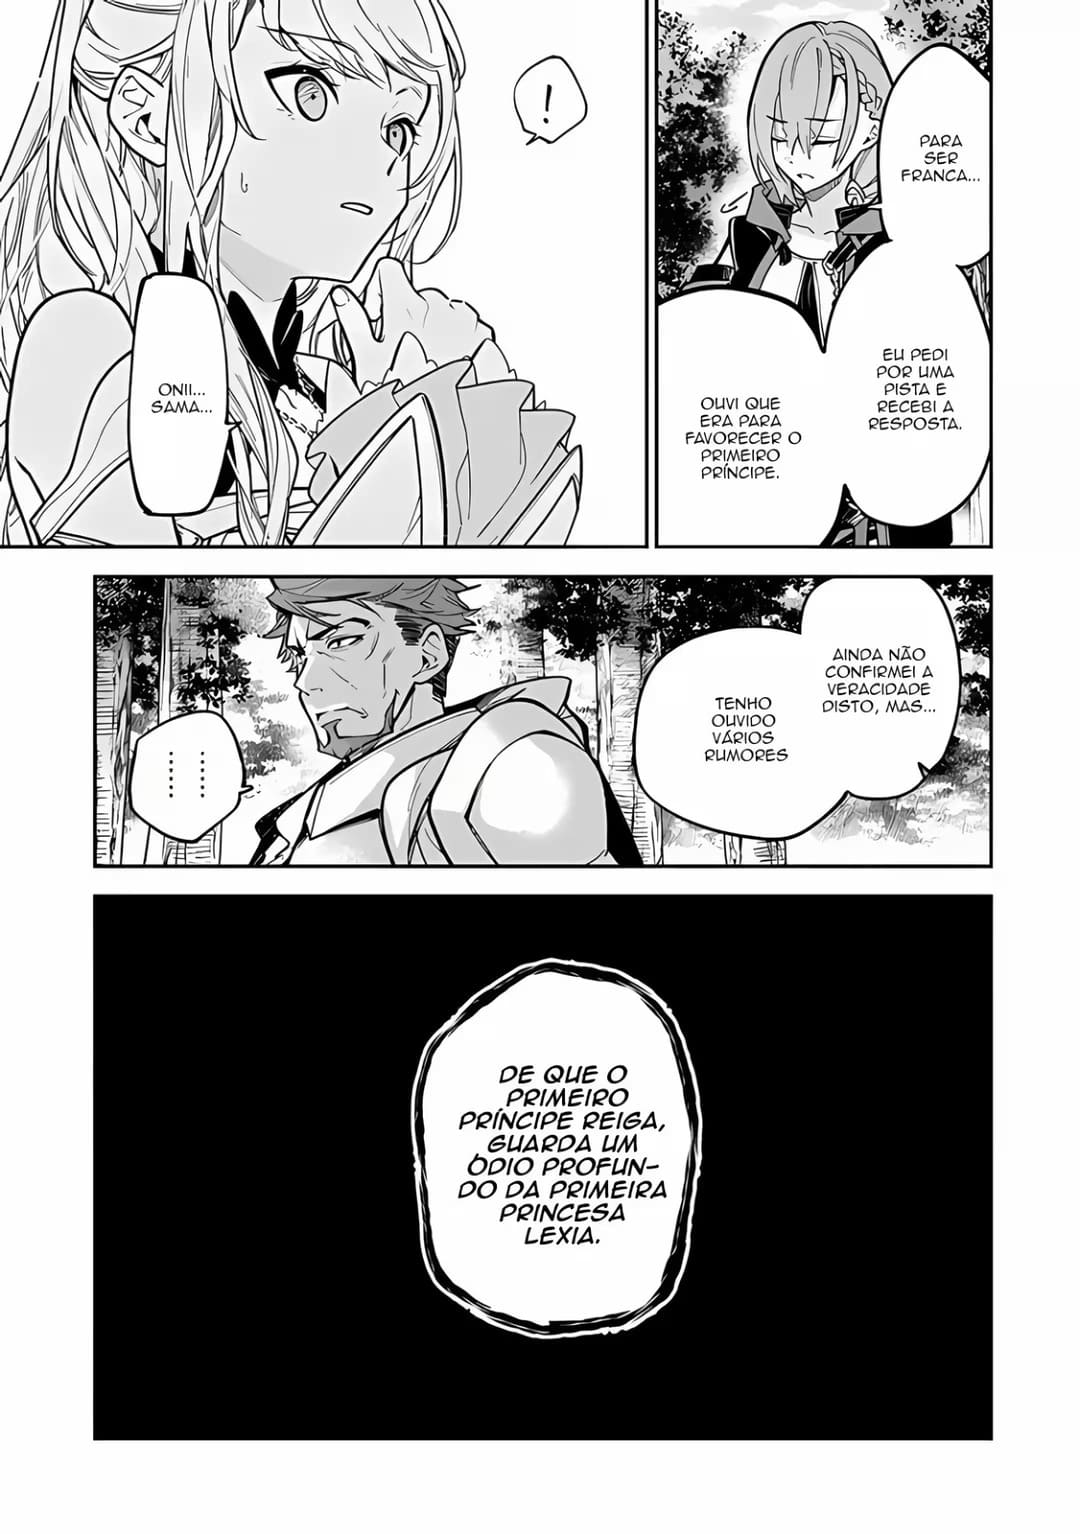 PARA
SER
FRANCA...
EU PEDI
POR UMA
PISTA E
RECEBI A
RESPOSTA.
OUVI QUE
ERA PARA
FAVORECER O
PRIMEIRO
PRÍNCIPE.
!
ONII...
SAMA...
AINDA NÃO
CONFIRMEI A
VERACIDADE
DISTO, MAS...
TENHO
OUVIDO
VÁRIOS
RUMORES
......
......
DE QUE O
PRIMEIRO
PRÍNCIPE REIGA,
GUARDA UM
ÓDIO PROFUN-
DO DA PRIMEIRA
PRINCESA
LEXIA.